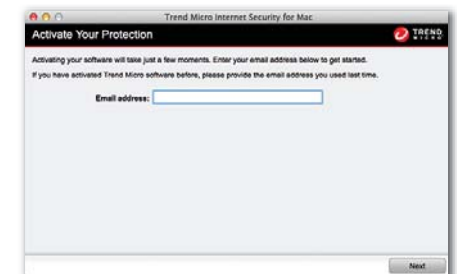 Trend Micro Internet Security for Mac
Activate Your Protection
TREND
MICRO
Activating your software will take just a few moments. Enter your email address below to get started.
If you have activated Trend Micro software before, please provide the email address you used last time.
Email address:
Next